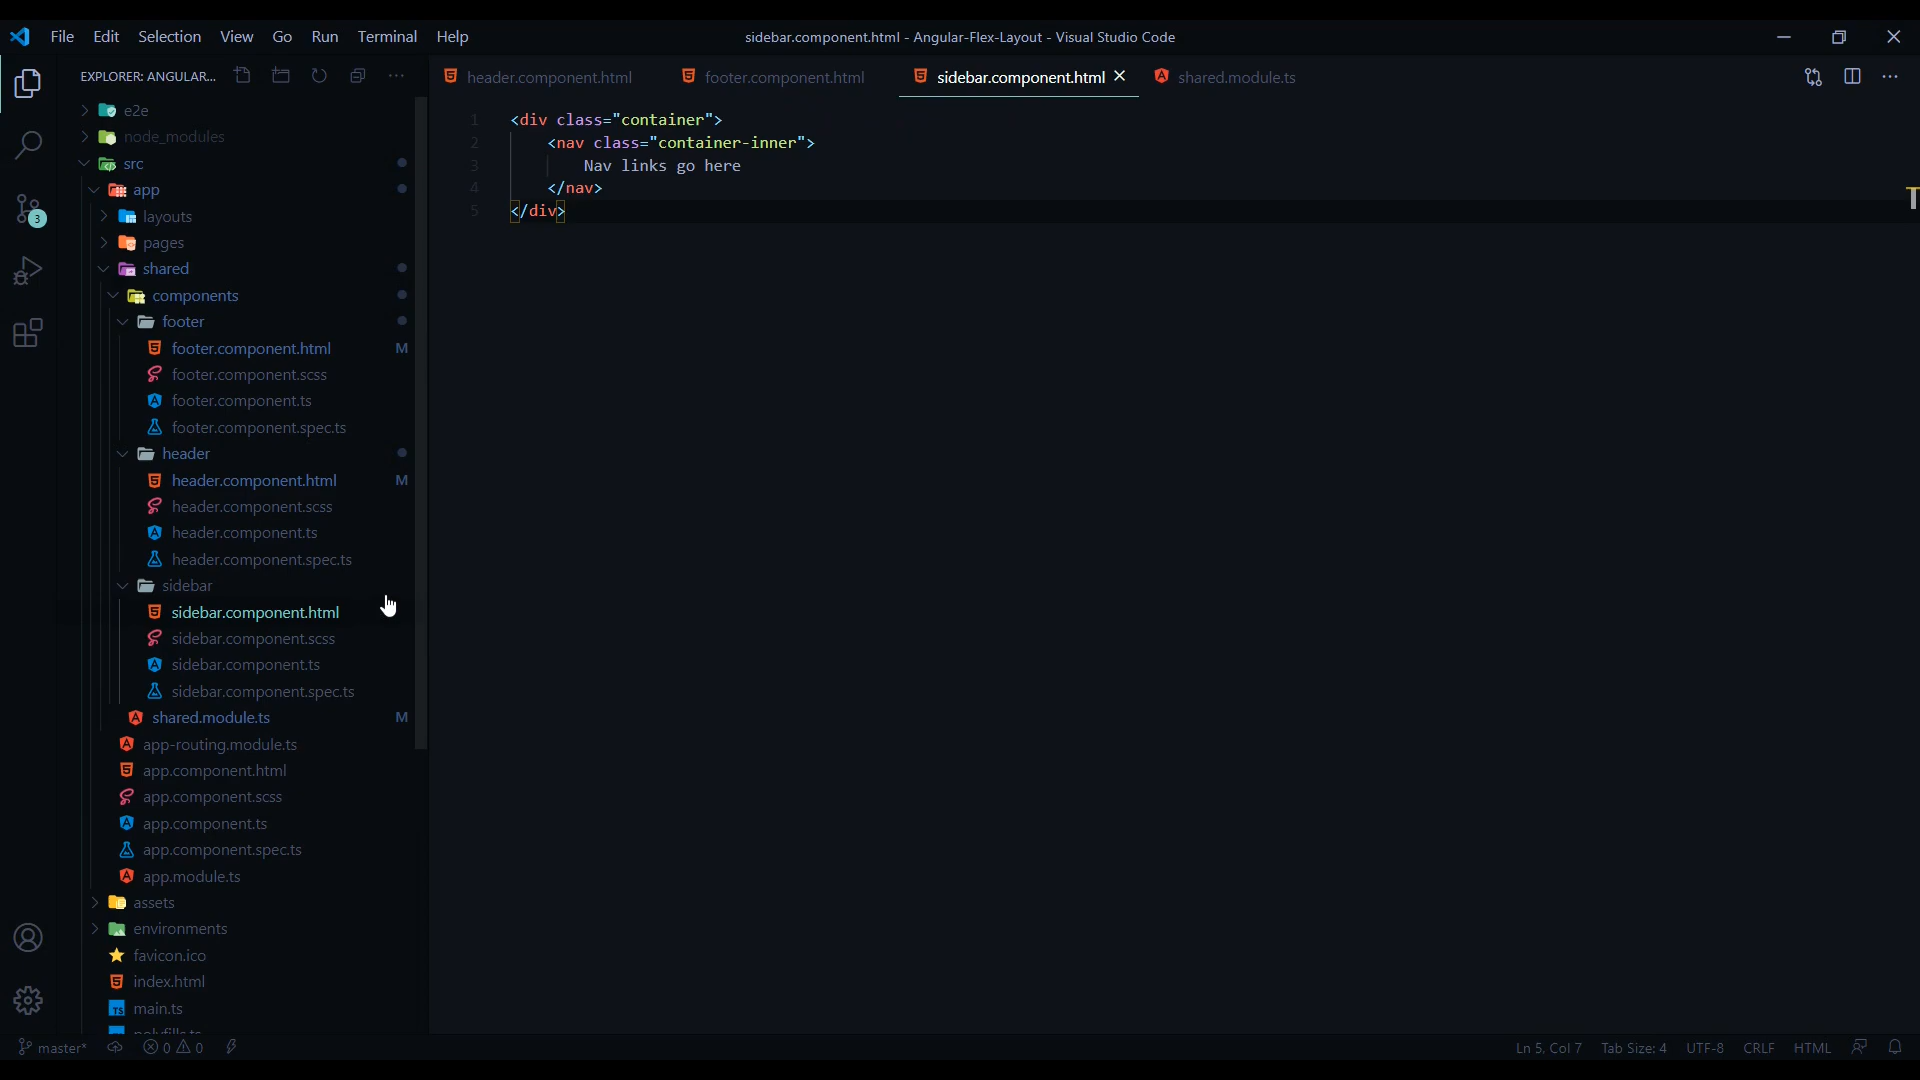 File Edit Selection View Go Run Terminal Help
sidebar.component.html - Angular-Flex-Layout - Visual Studio Code
EXPLORER: ANGULAR...
header.component.html
footer.component.html
sidebar.component.html
shared.module.ts
e2e
node_modules
src
app
layouts
pages
shared
components
footer
footer.component.html M
footer.component.scss
footer.component.ts
footer.component.spec.ts
header
header.component.html M
header.component.scss
header.component.ts
header.component.spec.ts
sidebar
sidebar.component.html
sidebar.component.scss
sidebar.component.ts
sidebar.component.spec.ts
shared.module.ts M
app-routing.module.ts
app.component.html
app.component.scss
app.component.ts
app.component.spec.ts
app.module.ts
assets
environments
favicon.ico
index.html
main.ts
3
1 <div class="container">
2 <nav class="container-inner">
3 Nav links go here
4 </nav>
5 </div>
master* 0 0
Ln 5, Col 7 Tab Size: 4 UTF-8 CRLF HTML